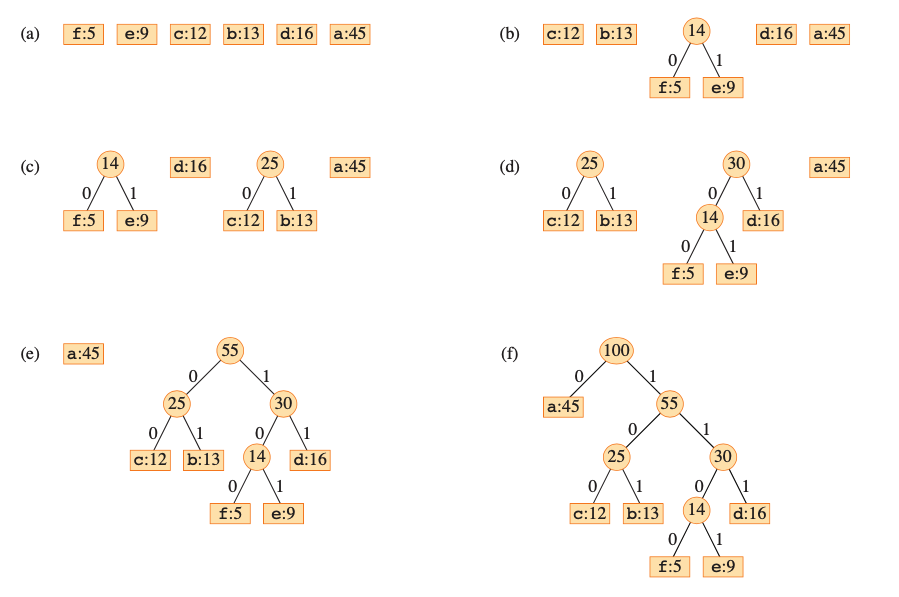 (a) f:5 e:9 c:12 b:13 d:16 a:45
(b) c:12 b:13 14 d:16 a:45
0 1
f:5 e:9
(c) 14 d:16 25 a:45
0 1 0 1
f:5 e:9 c:12 b:13
(d) 25 30 a:45
0 1 0 1
c:12 b:13 14 d:16
0 1
f:5 e:9
(e) a:45 55
0 1
25 30
0 1 0 1
c:12 b:13 14 d:16
0 1
f:5 e:9
(f) 100
0 1
a:45 55
0 1
25 30
0 1 0 1
c:12 b:13 14 d:16
0 1
f:5 e:9